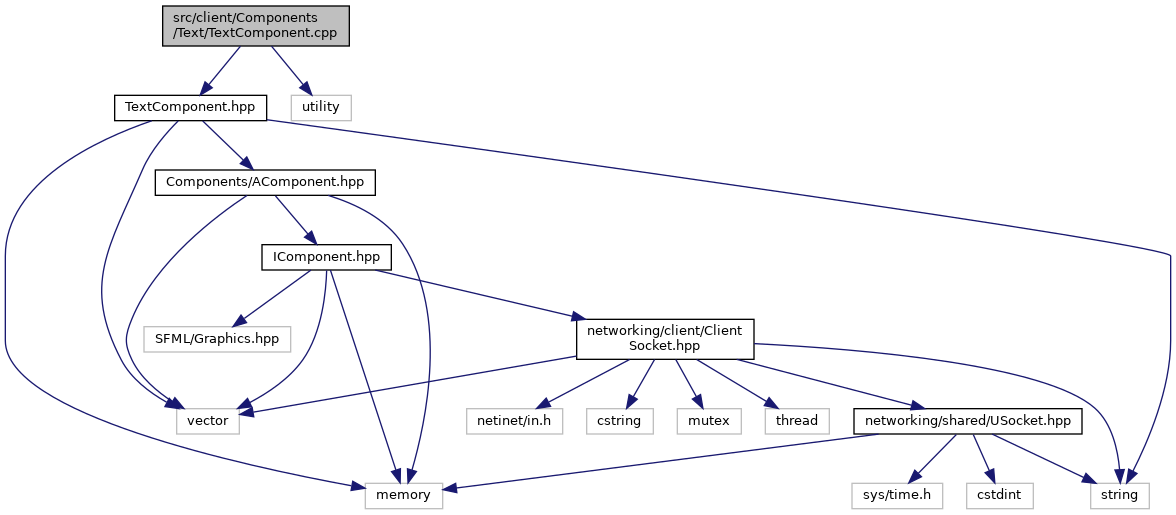 src/client/Components
/Text/TextComponent.cpp
TextComponent.hpp
utility
Components/AComponent.hpp
IComponent.hpp
SFML/Graphics.hpp
networking/client/Client
Socket.hpp
vector
netinet/in.h
cstring
mutex
thread
networking/shared/USocket.hpp
memory
sys/time.h
cstdint
string